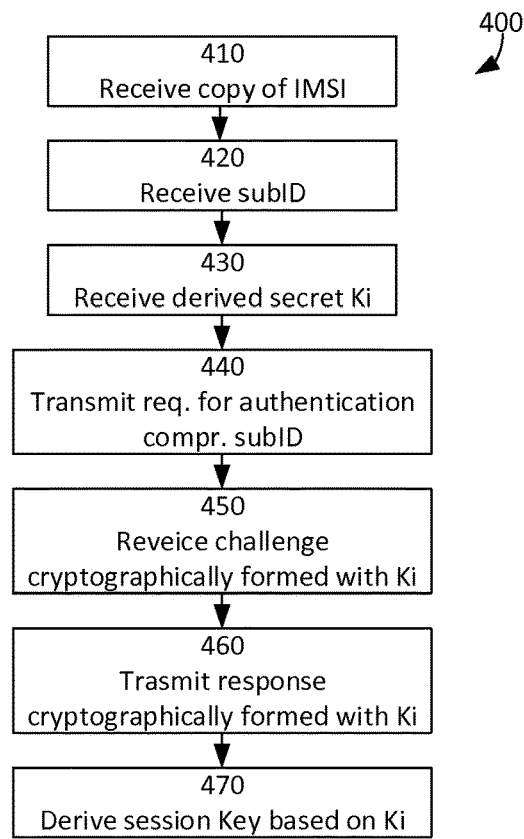 400
410
Receive copy of IMSI
420
Receive subID
430
Receive derived secret Ki
440
Transmit req. for authentication
compr. subID
450
Reveice challenge
cryptographically formed with Ki
460
Trasmit response
cryptographically formed with Ki
470
Derive session Key based on Ki